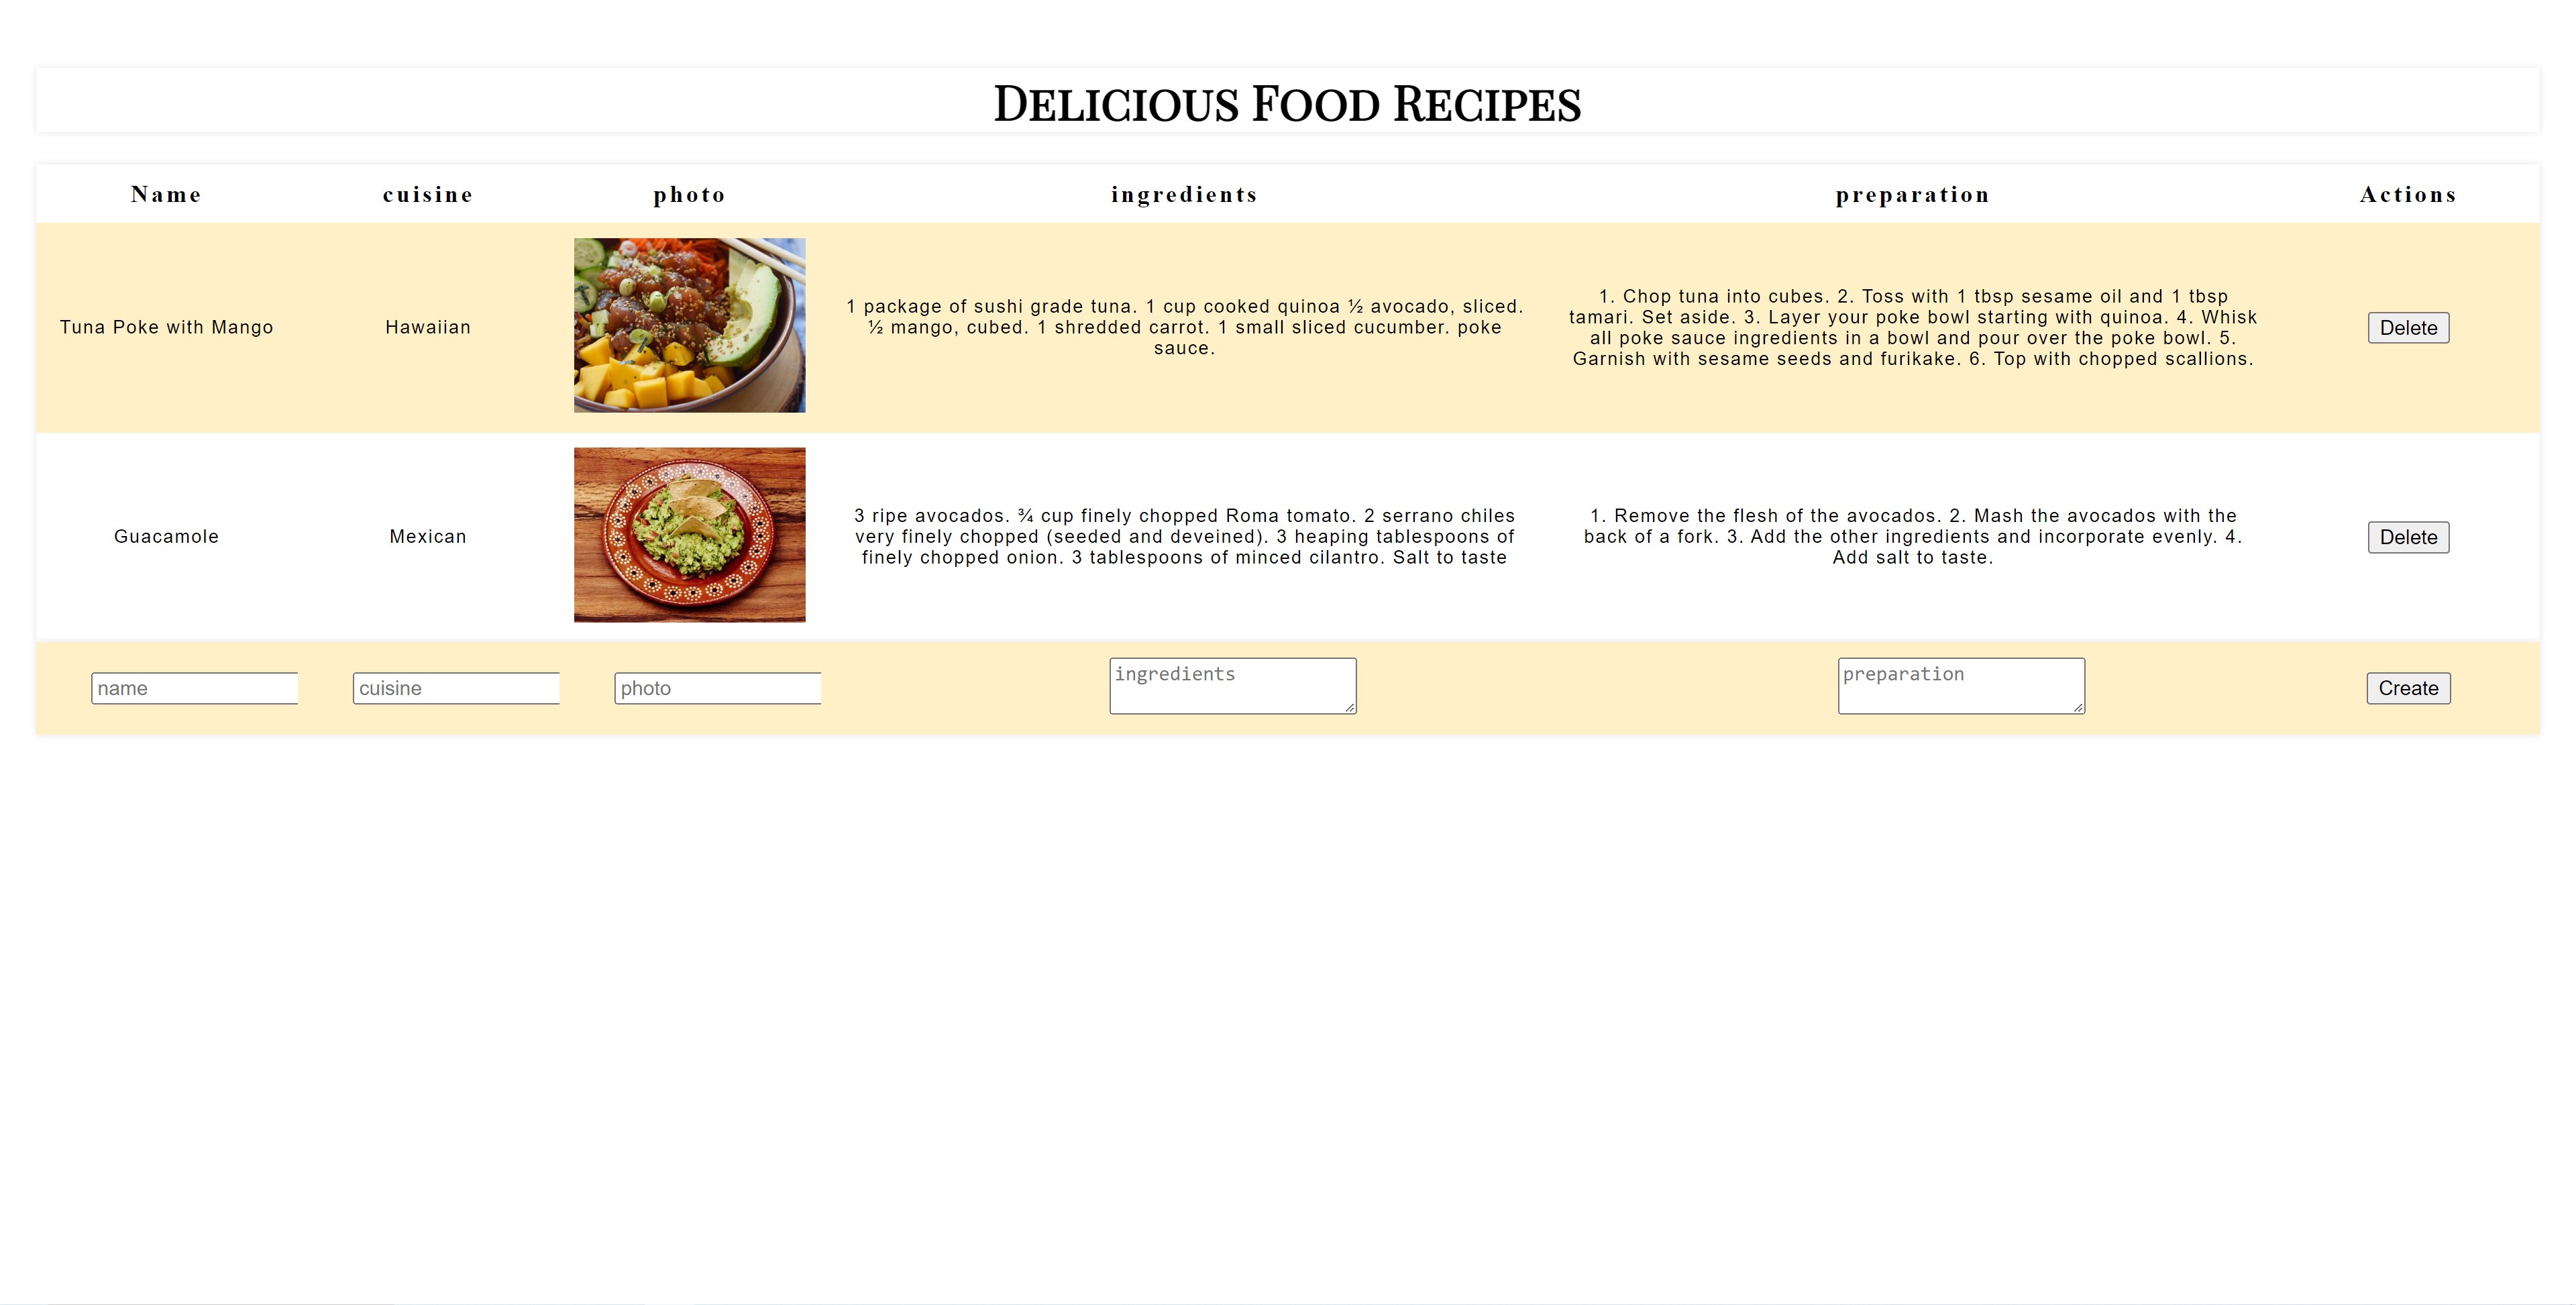 Delicious Food Recipes
Name cuisine photo ingredients preparation Actions
Tuna Poke with Mango
Hawaiian
1 package of sushi grade tuna. 1 cup cooked quinoa ½ avocado, sliced.
½ mango, cubed. 1 shredded carrot. 1 small sliced cucumber. poke
sauce.
1. Chop tuna into cubes. 2. Toss with 1 tbsp sesame oil and 1 tbsp
tamari. Set aside. 3. Layer your poke bowl starting with quinoa. 4. Whisk
all poke sauce ingredients in a bowl and pour over the poke bowl. 5.
Garnish with sesame seeds and furikake. 6. Top with chopped scallions.
Delete
Guacamole
Mexican
3 ripe avocados. ¾ cup finely chopped Roma tomato. 2 serrano chiles
very finely chopped (seeded and deveined). 3 heaping tablespoons of
finely chopped onion. 3 tablespoons of minced cilantro. Salt to taste
1. Remove the flesh of the avocados. 2. Mash the avocados with the
back of a fork. 3. Add the other ingredients and incorporate evenly. 4.
Add salt to taste.
Delete
name cuisine photo ingredients preparation Create